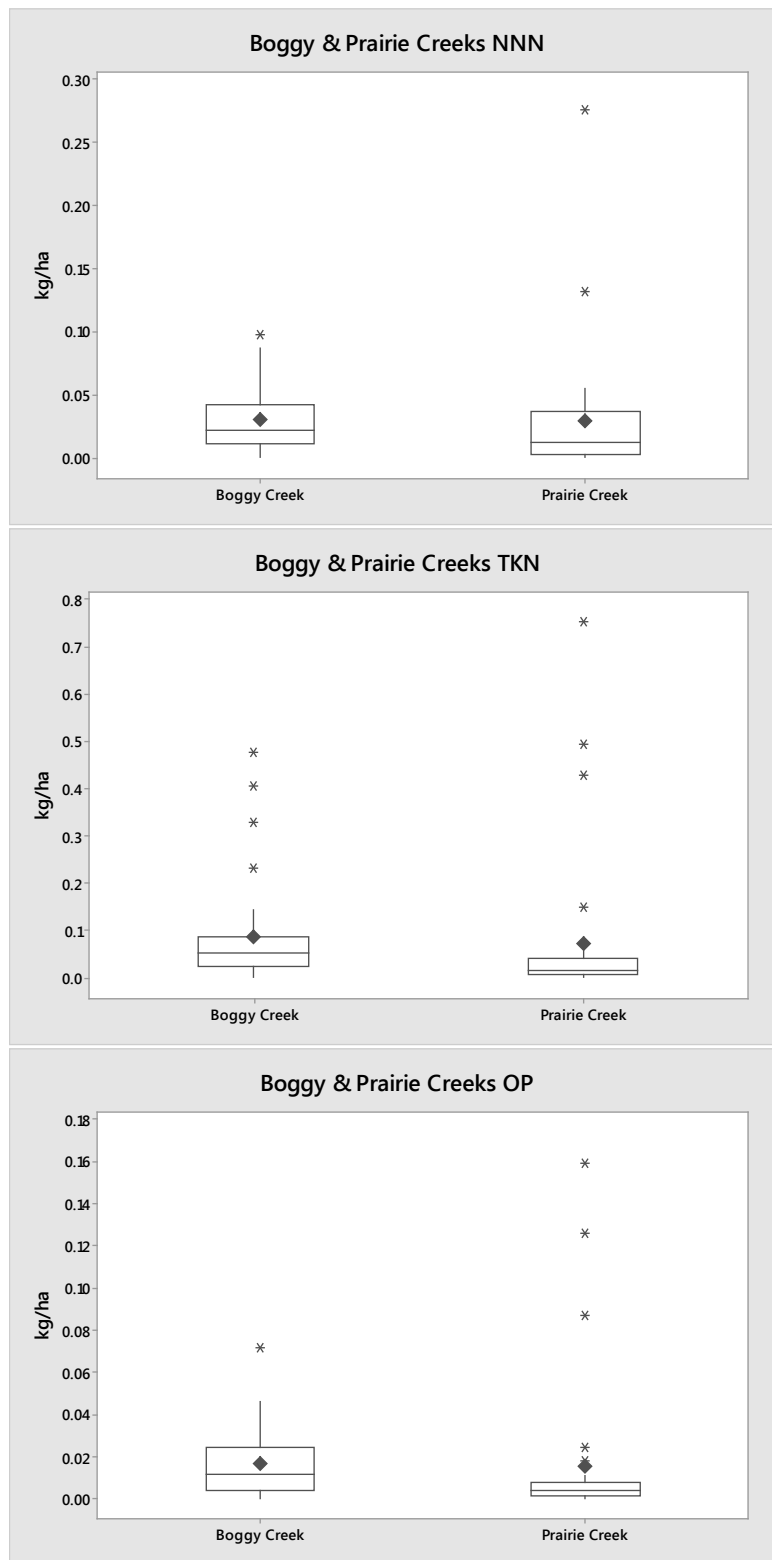 Boggy & Prairie Creeks NNN
0.30
0.25
0.20
0.15
0.10
0.05
0.00
kg/ha
Boggy Creek Prairie Creek
Boggy & Prairie Creeks TKN
0.8
0.7
0.6
0.5
0.4
0.3
0.2
0.1
0.0
kg/ha
Boggy Creek Prairie Creek
Boggy & Prairie Creeks OP
0.18
0.16
0.14
0.12
0.10
0.08
0.06
0.04
0.02
0.00
kg/ha
Boggy Creek Prairie Creek